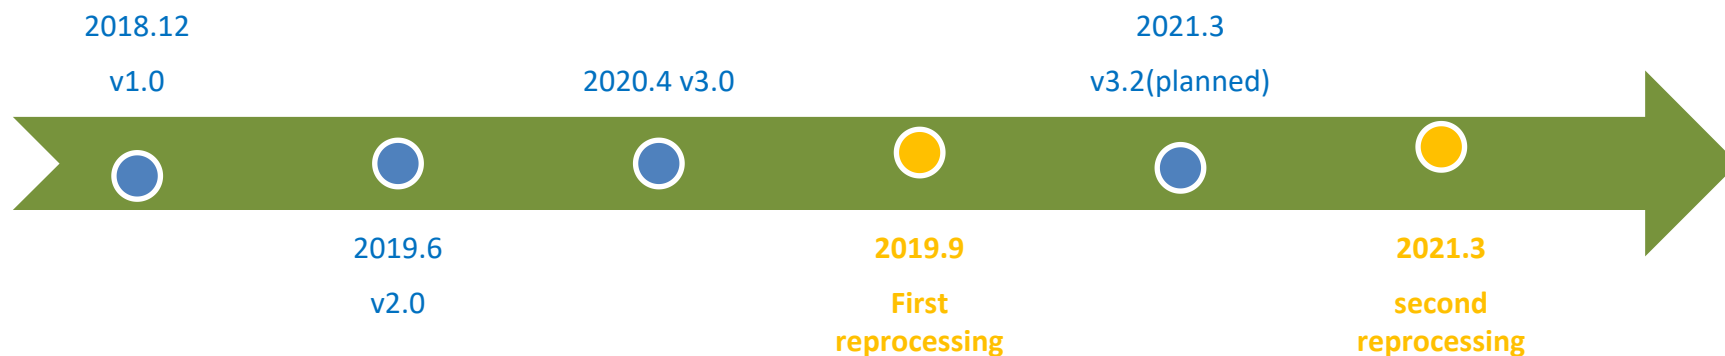 2018.12
v1.0
2019.6
v2.0
2020.4 v3.0
2019.9
First
reprocessing
2021.3
v3.2(planned)
2021.3
second
reprocessing